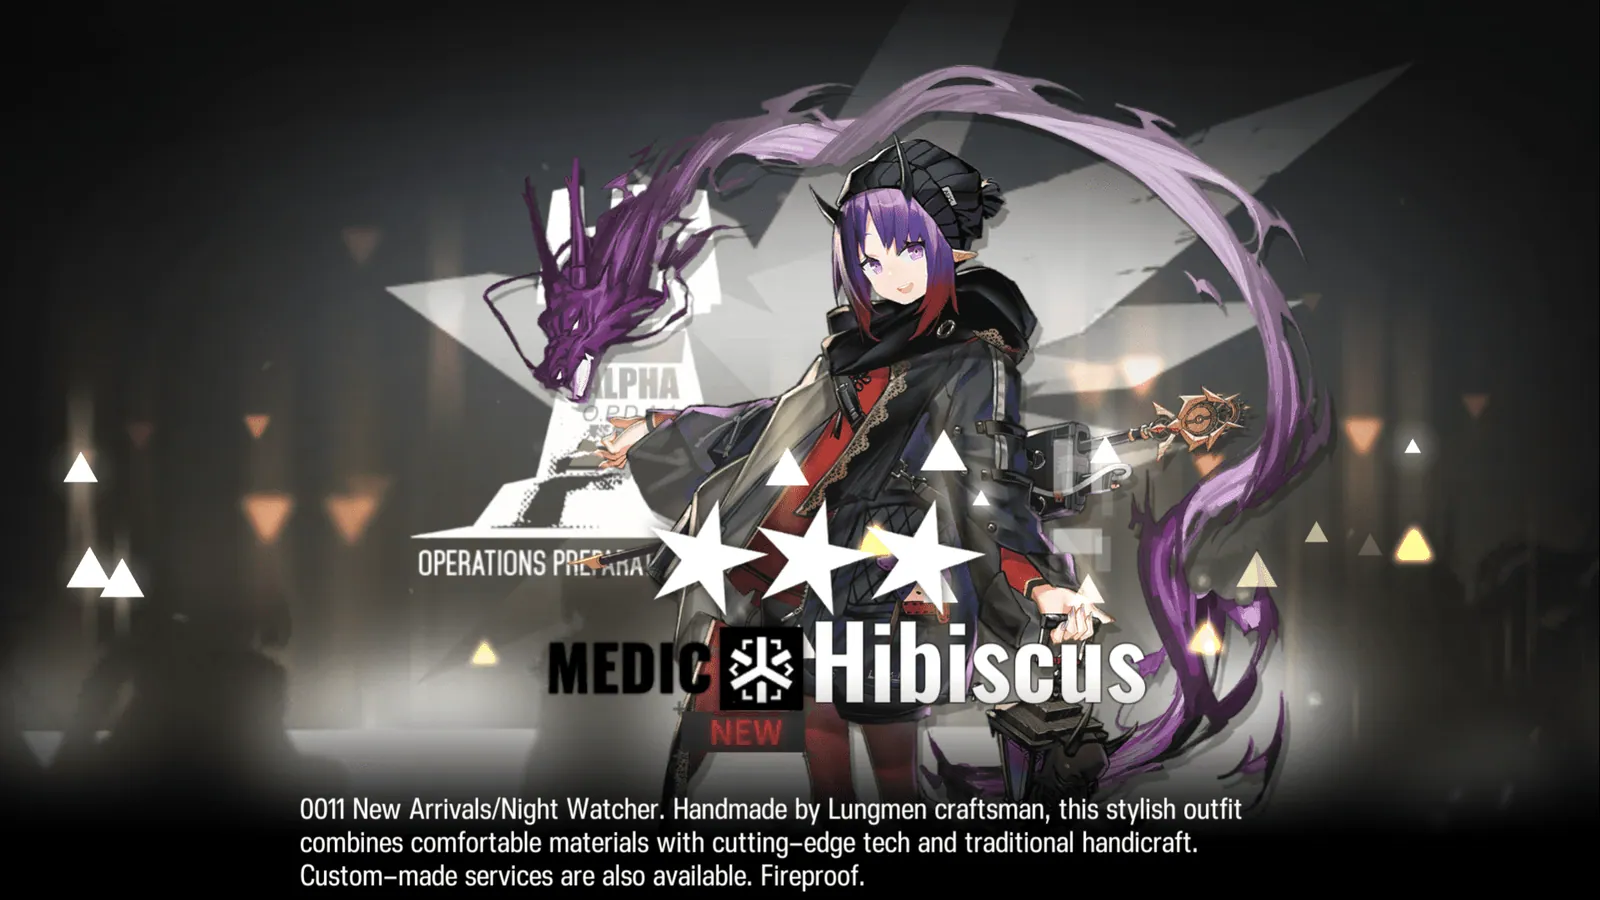 ALPHA
OPERATIONS
MEDIC Hibiscus
NEW
0011 New Arrivals/Night Watcher. Handmade by Lungmen craftsman, this stylish outfit
combines comfortable materials with cutting-edge tech and traditional handicraft.
Custom-made services are also available. Fireproof.